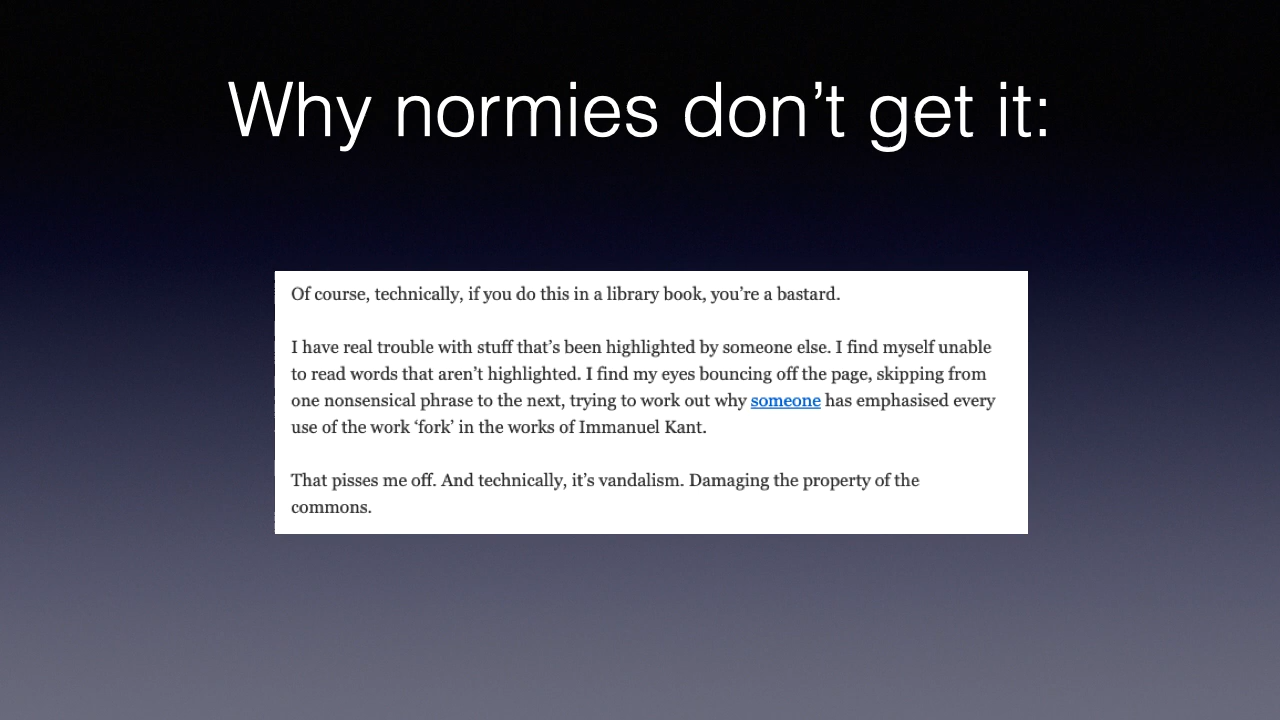 Why normies don’t get it:
Of course, technically, if you do this in a library book, you’re a bastard.
I have real trouble with stuff that’s been highlighted by someone else. I find myself unable
to read words that aren’t highlighted. I find my eyes bouncing off the page, skipping from
one nonsensical phrase to the next, trying to work out why someone has emphasised every
use of the work ‘fork’ in the works of Immanuel Kant.
That pisses me off. And technically, it’s vandalism. Damaging the property of the
commons.